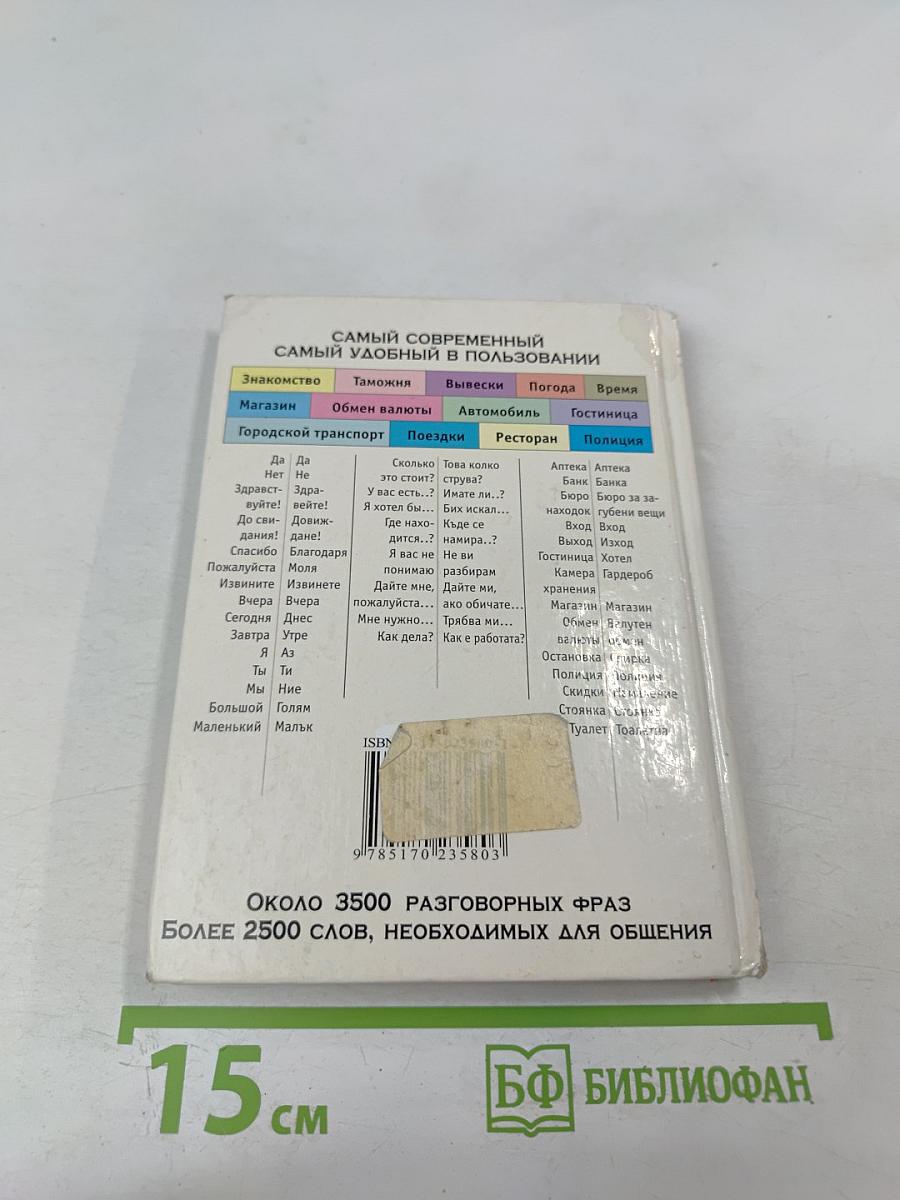 САМЫЙ СОВРЕМЕННЫЙ
САМЫЙ УДОБНЫЙ В ПОЛЬЗОВАНИИ
Знакомство Таможня Вывески Погода Время
Магазин Обмен валюты Автомобиль Гостиница
Городской транспорт Поездки Ресторан Полиция
Да Да
Нет Не
Здравст- Здра-
вуйте! вейте!
До сви- Довиж-
дания! дане!
Спасибо Благодаря
Пожалуйста Моля
Извините Извинете
Вчера Вчера
Сегодня Днес
Завтра Утре
Я Аз
Ты Ти
Мы Ние
Большой Голям
Маленький Малък
Сколько Това колко
это стоит? струва?
У вас есть..? Имате ли..?
Я хотел бы... Бих искал...
Где нахо- Къде се
дится..? намира..?
Я вас не Не ви
понимаю разбирам
Дайте мне, Дайте ми,
пожалуйста... ако обичате...
Мне нужно... Трябва ми...
Как дела? Как е работата?
Аптека Аптека
Банк Банка
Бюро Бюро за за-
находок губени вещи
Вход Вход
Выход Изход
Гостиница Хотел
Камера Гардероб
хранения
Магазин Магазин
Обмен Валутен
валюты обмен
Остановка Спирка
Полиция Полиция
Скидки Намаление
Стоянка Стоянка
Туалет Тоалетна
ISBN
9 785170 235803
Около 3500 разговорных фраз
Более 2500 слов, необходимых для общения
15 см
БФ БИБЛИОФАН